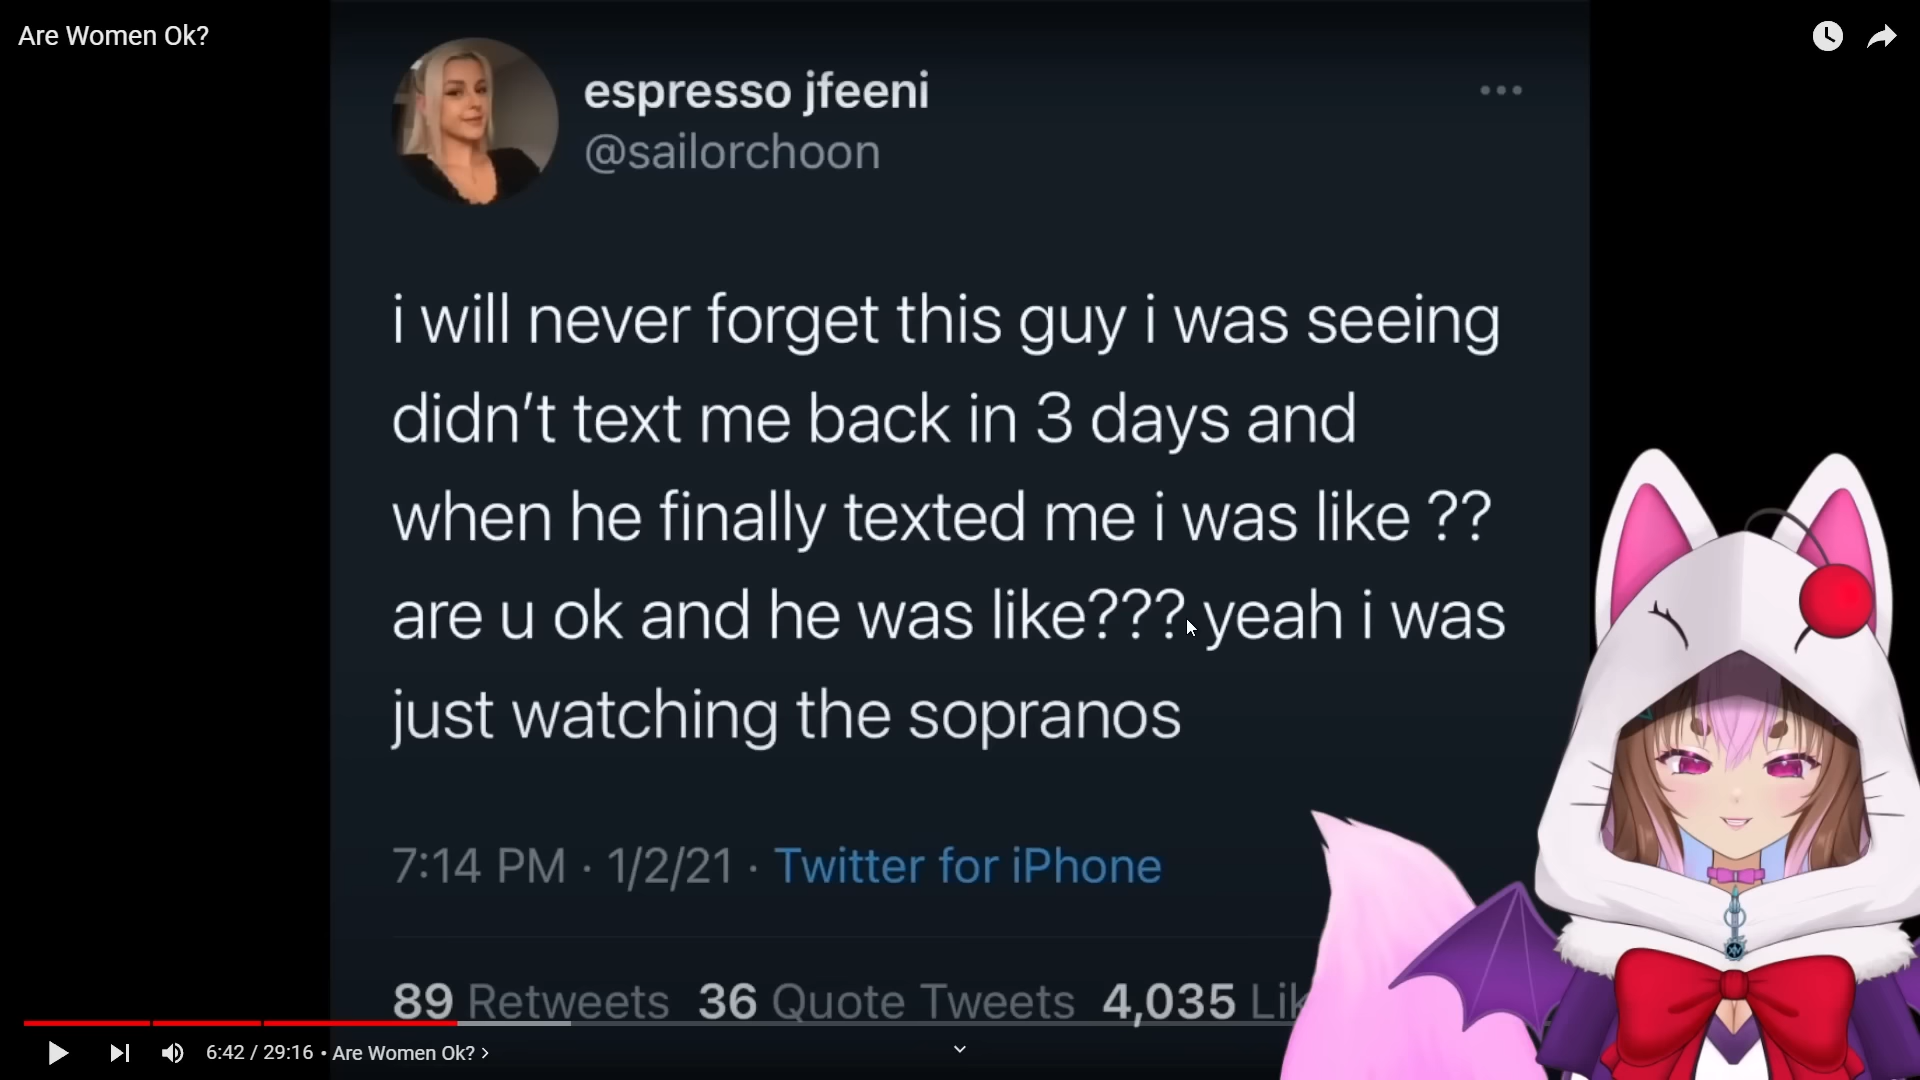 Are Women Ok?
espresso jfeeni
@sailorchoon
i will never forget this guy i was seeing
didn't text me back in 3 days and
when he finally texted me i was like ??
are u ok and he was like??? yeah i was
just watching the sopranos
7:14 PM · 1/2/21 · Twitter for iPhone
89 Retweets 36 Quote Tweets 4,035
6:42 / 29:16 • Are Women Ok? >